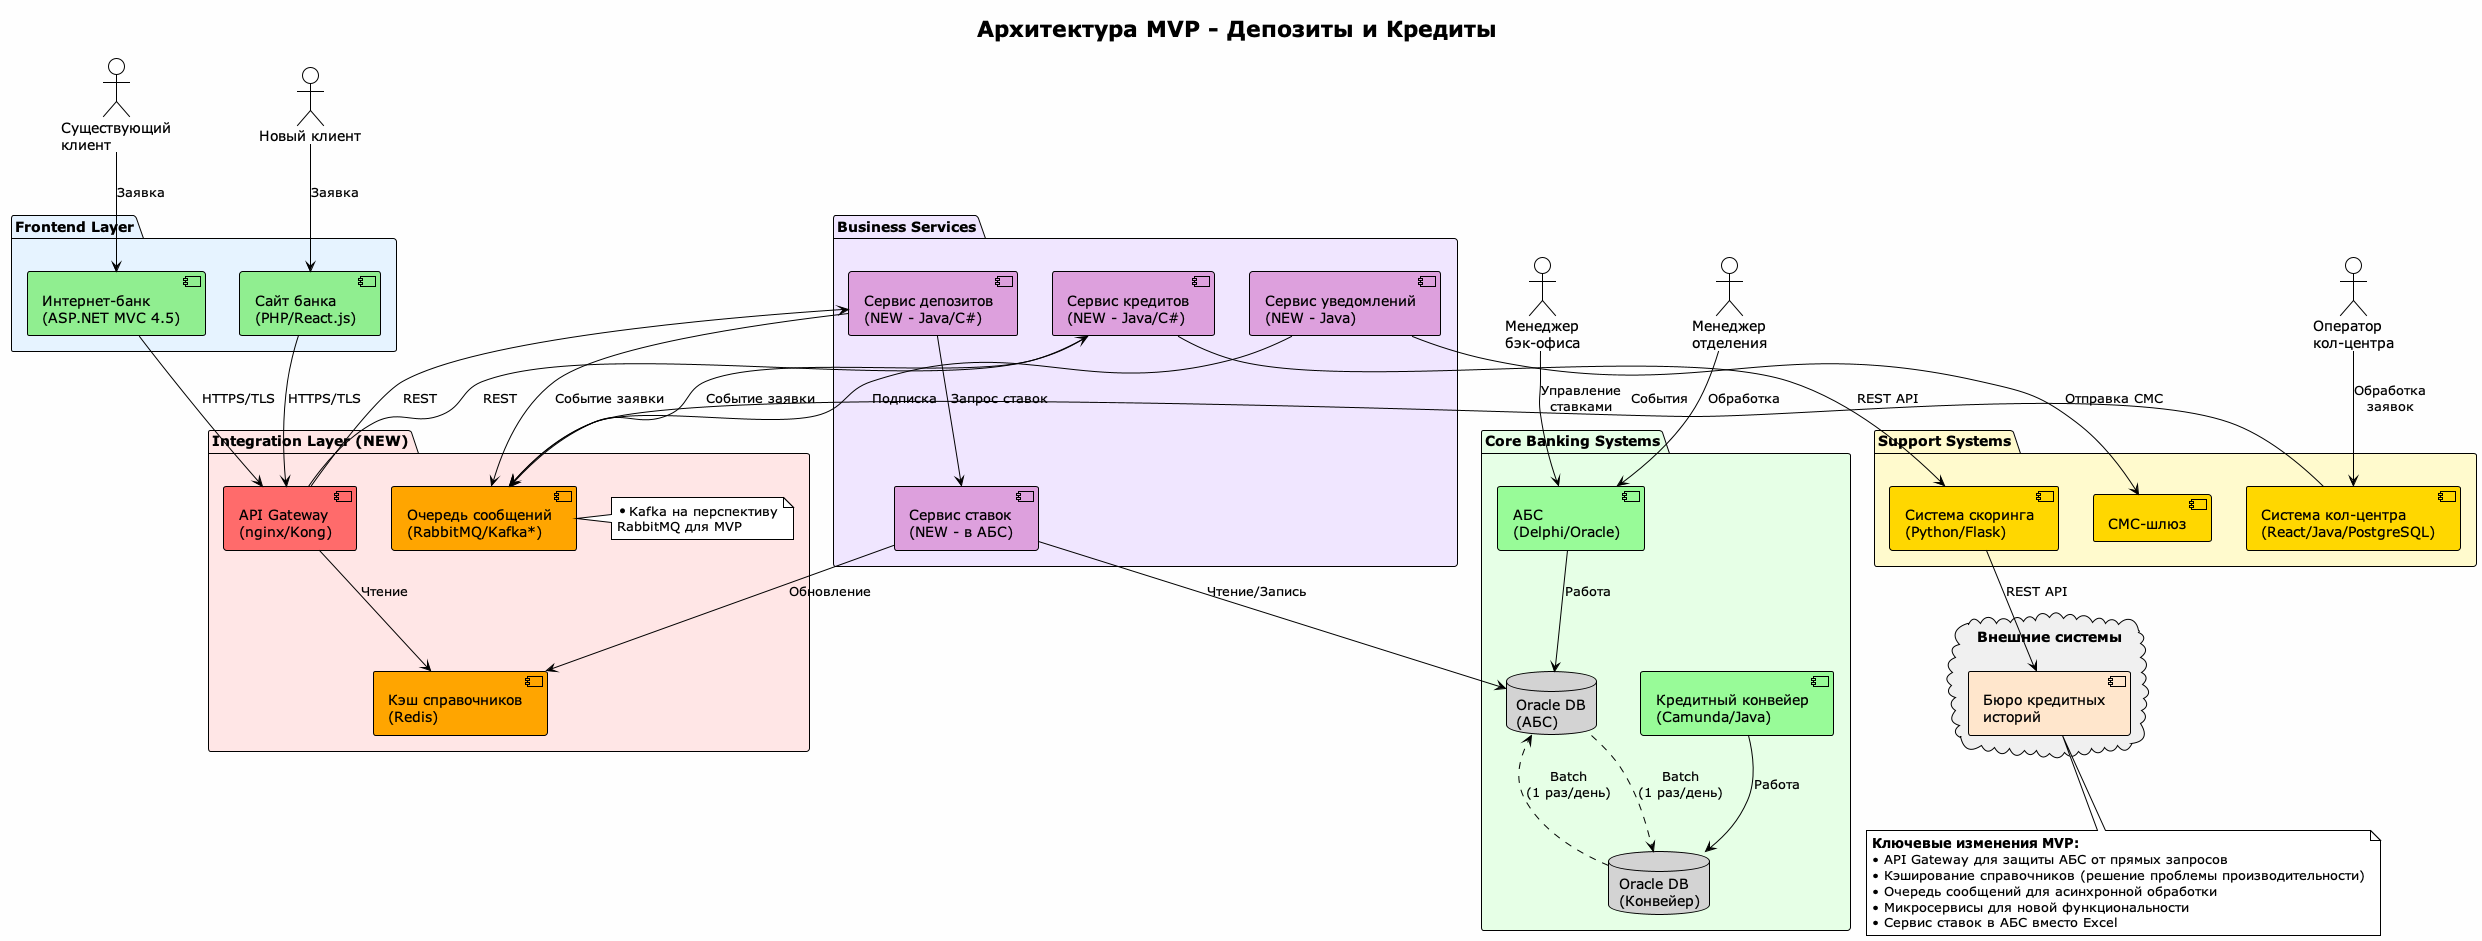 Архитектура MVP - Депозиты и Кредиты
Существующий
клиент
Новый клиент
Заявка
Заявка
Frontend Layer
Интернет-банк
(ASP.NET MVC 4.5)
Сайт банка
(PHP/React.js)
Business Services
Сервис депозитов
(NEW - Java/C#)
Сервис кредитов
(NEW - Java/C#)
Сервис уведомлений
(NEW - Java)
Менеджер
бэк-офиса
Менеджер
отделения
Оператор
кол-центра
HTTPS/TLS
HTTPS/TLS
REST
REST
Событие заявки
Событие заявки
Подписка
Запрос ставок
Управление
ставками
События
Обработка
REST API
Отправка СМС
Обработка
заявок
Integration Layer (NEW)
API Gateway
(nginx/Kong)
Очередь сообщений
(RabbitMQ/Kafka*)
• Kafka на перспективу
RabbitMQ для MVP
Сервис ставок
(NEW - в АБС)
Core Banking Systems
АБС
(Delphi/Oracle)
Support Systems
Система скоринга
(Python/Flask)
СМС-шлюз
Система кол-центра
(React/Java/PostgreSQL)
Чтение
Обновление
Чтение/Запись
Работа
REST API
Кэш справочников
(Redis)
Oracle DB
(АБС)
Кредитный конвейер
(Camunda/Java)
Внешние системы
Бюро кредитных
историй
Batch
(1 раз/день)
Batch
(1 раз/день)
Работа
Oracle DB
(Конвейер)
Ключевые изменения MVP:
• API Gateway для защиты АБС от прямых запросов
• Кэширование справочников (решение проблемы производительности)
• Очередь сообщений для асинхронной обработки
• Микросервисы для новой функциональности
• Сервис ставок в АБС вместо Excel